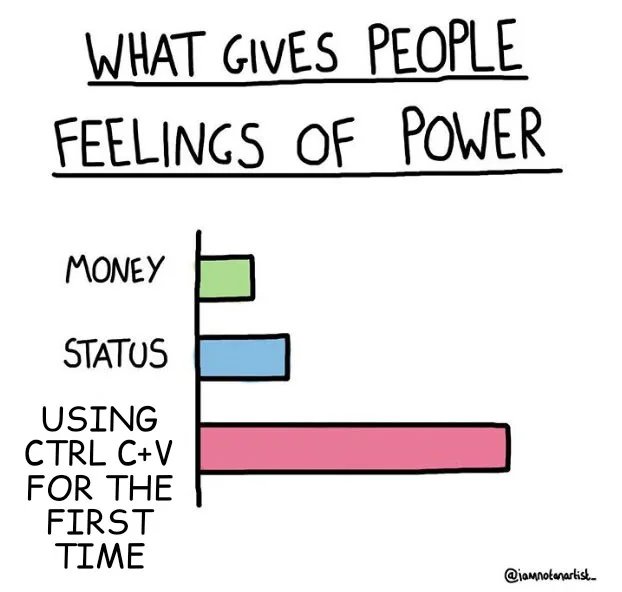 WHAT GIVES PEOPLE
FEELINGS OF POWER
MONEY
STATUS
USING
CTRL C+V
FOR THE
FIRST
TIME
@iamnotanartist_